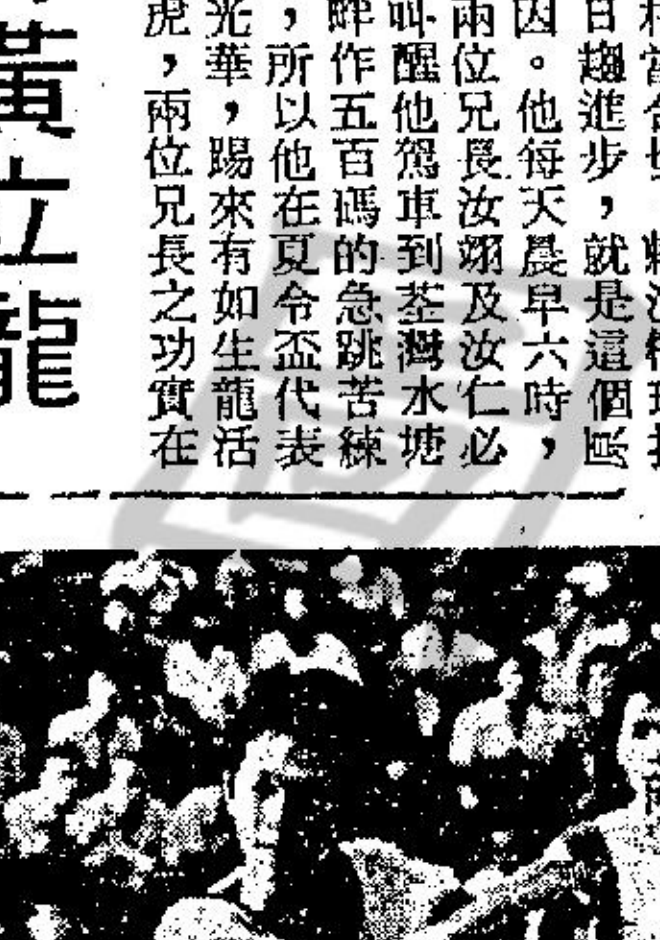 日趨進步，就是這個
因。他每天晨早六時，
兩位兄長汝翊及汝仁必
叫醒他駕車到荃灣水塘
畔作五百碼的急跳苦練
，所以他在夏令盃代表
光華，踢來有如生龍活
虎，兩位兄長之功實在
黃立龍